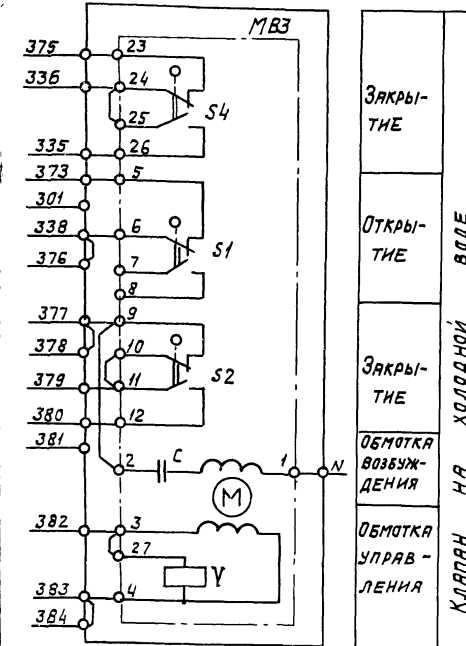 МВ3
375
23
336
24
25
S4
335
26
373
5
301
338
6
S1
376
7
8
377
9
378
10
379
11
S2
380
12
381
2
C
1
N
М
382
3
27
Y
383
4
384
ЗАКРЫ-
ТИЕ
ОТКРЫ-
ТИЕ
ЗАКРЫ-
ТИЕ
ОБМОТКА
ВОЗБУЖ-
ДЕНИЯ
ОБМОТКА
УПРАВ-
ЛЕНИЯ
КЛАПАН НА ХОЛОДНОЙ ВОДЕ